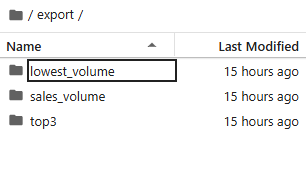 / export /
Name Last Modified
lowest_volume 15 hours ago
sales_volume 15 hours ago
top3 15 hours ago